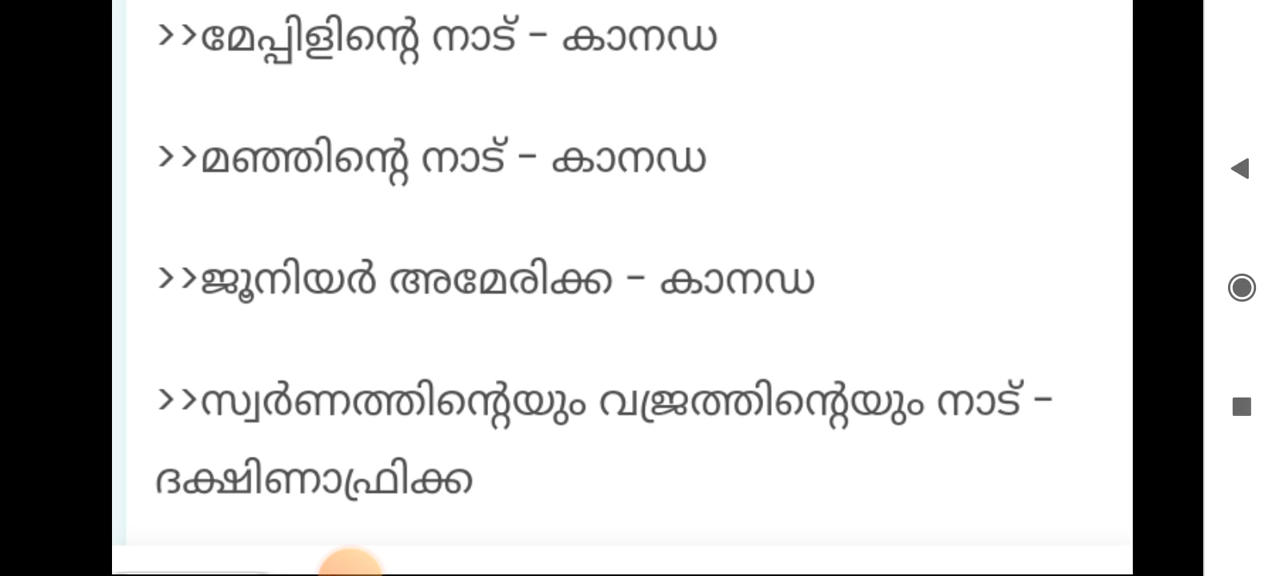 >>മേപ്പിളിന്റെ നാട് - കാനഡ
>>മഞ്ഞിന്റെ നാട് - കാനഡ
>>ജൂനിയർ അമേരിക്ക - കാനഡ
>>സ്വർണത്തിന്റെയും വജ്രത്തിന്റെയും നാട് -
ദക്ഷിണാഫ്രിക്ക